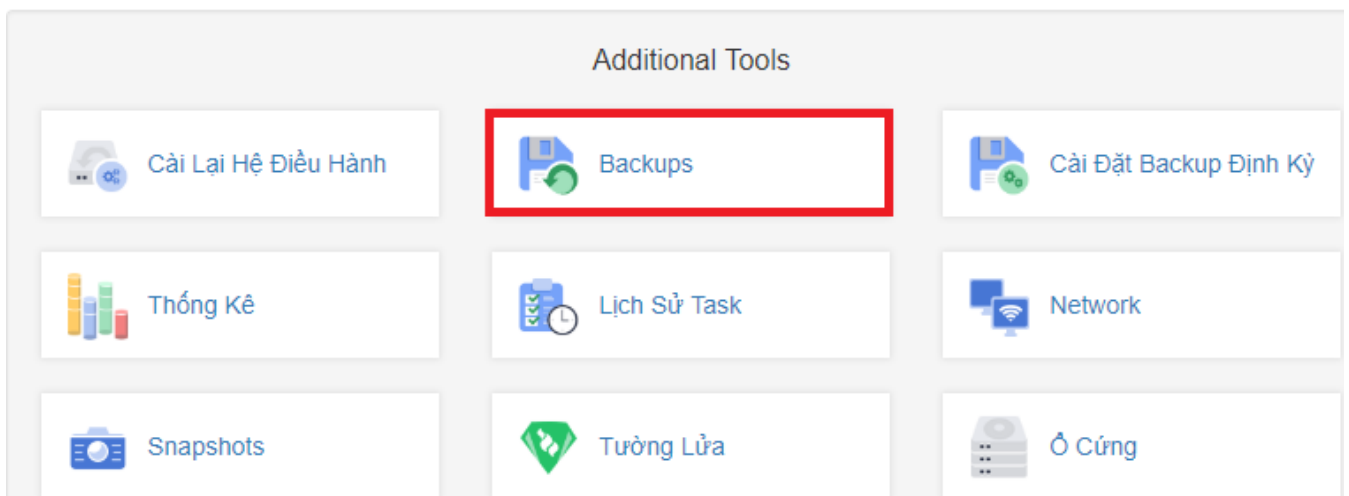 Additional Tools
Cài Lại Hệ Điều Hành
Backups
Cài Đặt Backup Định Kỳ
Thống Kê
Lịch Sử Task
Network
Snapshots
Tường Lửa
Ổ Cứng